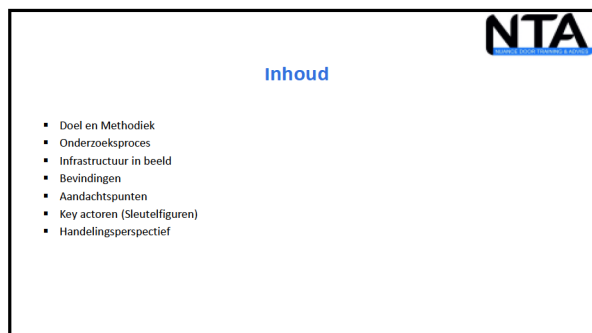 NTA
NUANCE DOOR TRAINING & ADVIES
Inhoud
▪ Doel en Methodiek
▪ Onderzoeksproces
▪ Infrastructuur in beeld
▪ Bevindingen
▪ Aandachtspunten
▪ Key actoren (Sleutelfiguren)
▪ Handelingsperspectief